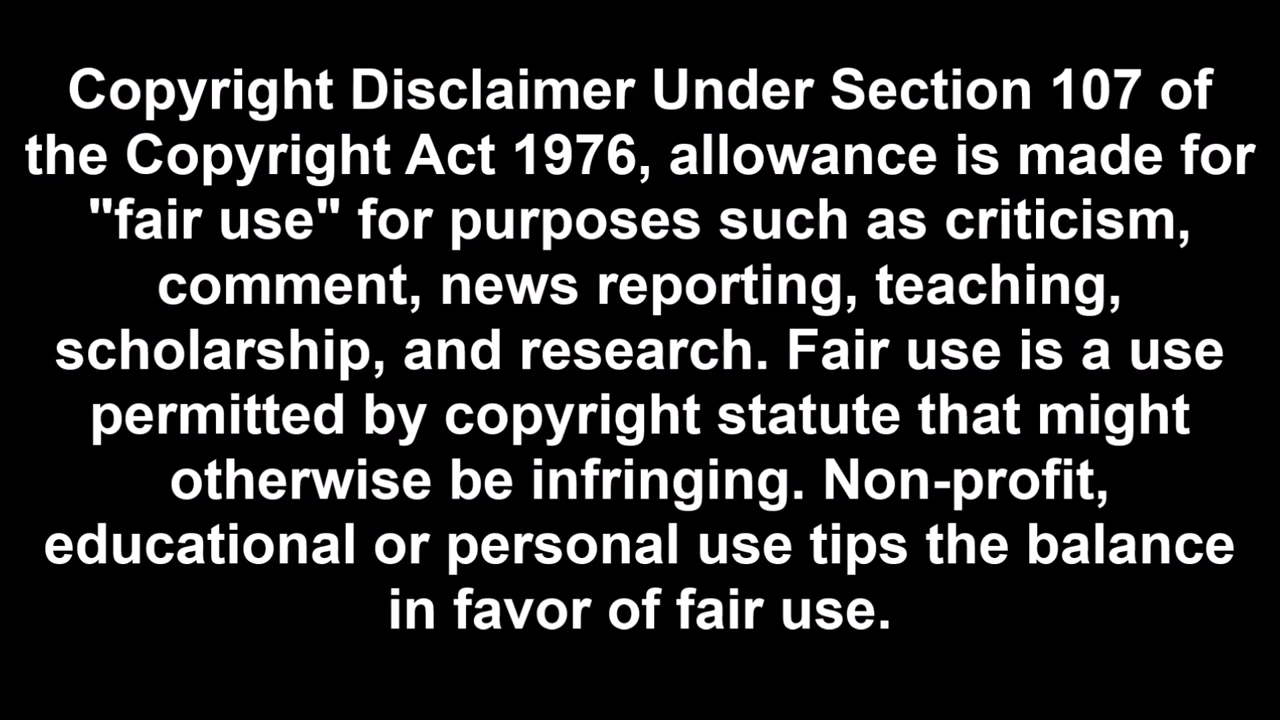 Copyright Disclaimer Under Section 107 of
the Copyright Act 1976, allowance is made for
"fair use" for purposes such as criticism,
comment, news reporting, teaching,
scholarship, and research. Fair use is a use
permitted by copyright statute that might
otherwise be infringing. Non-profit,
educational or personal use tips the balance
in favor of fair use.